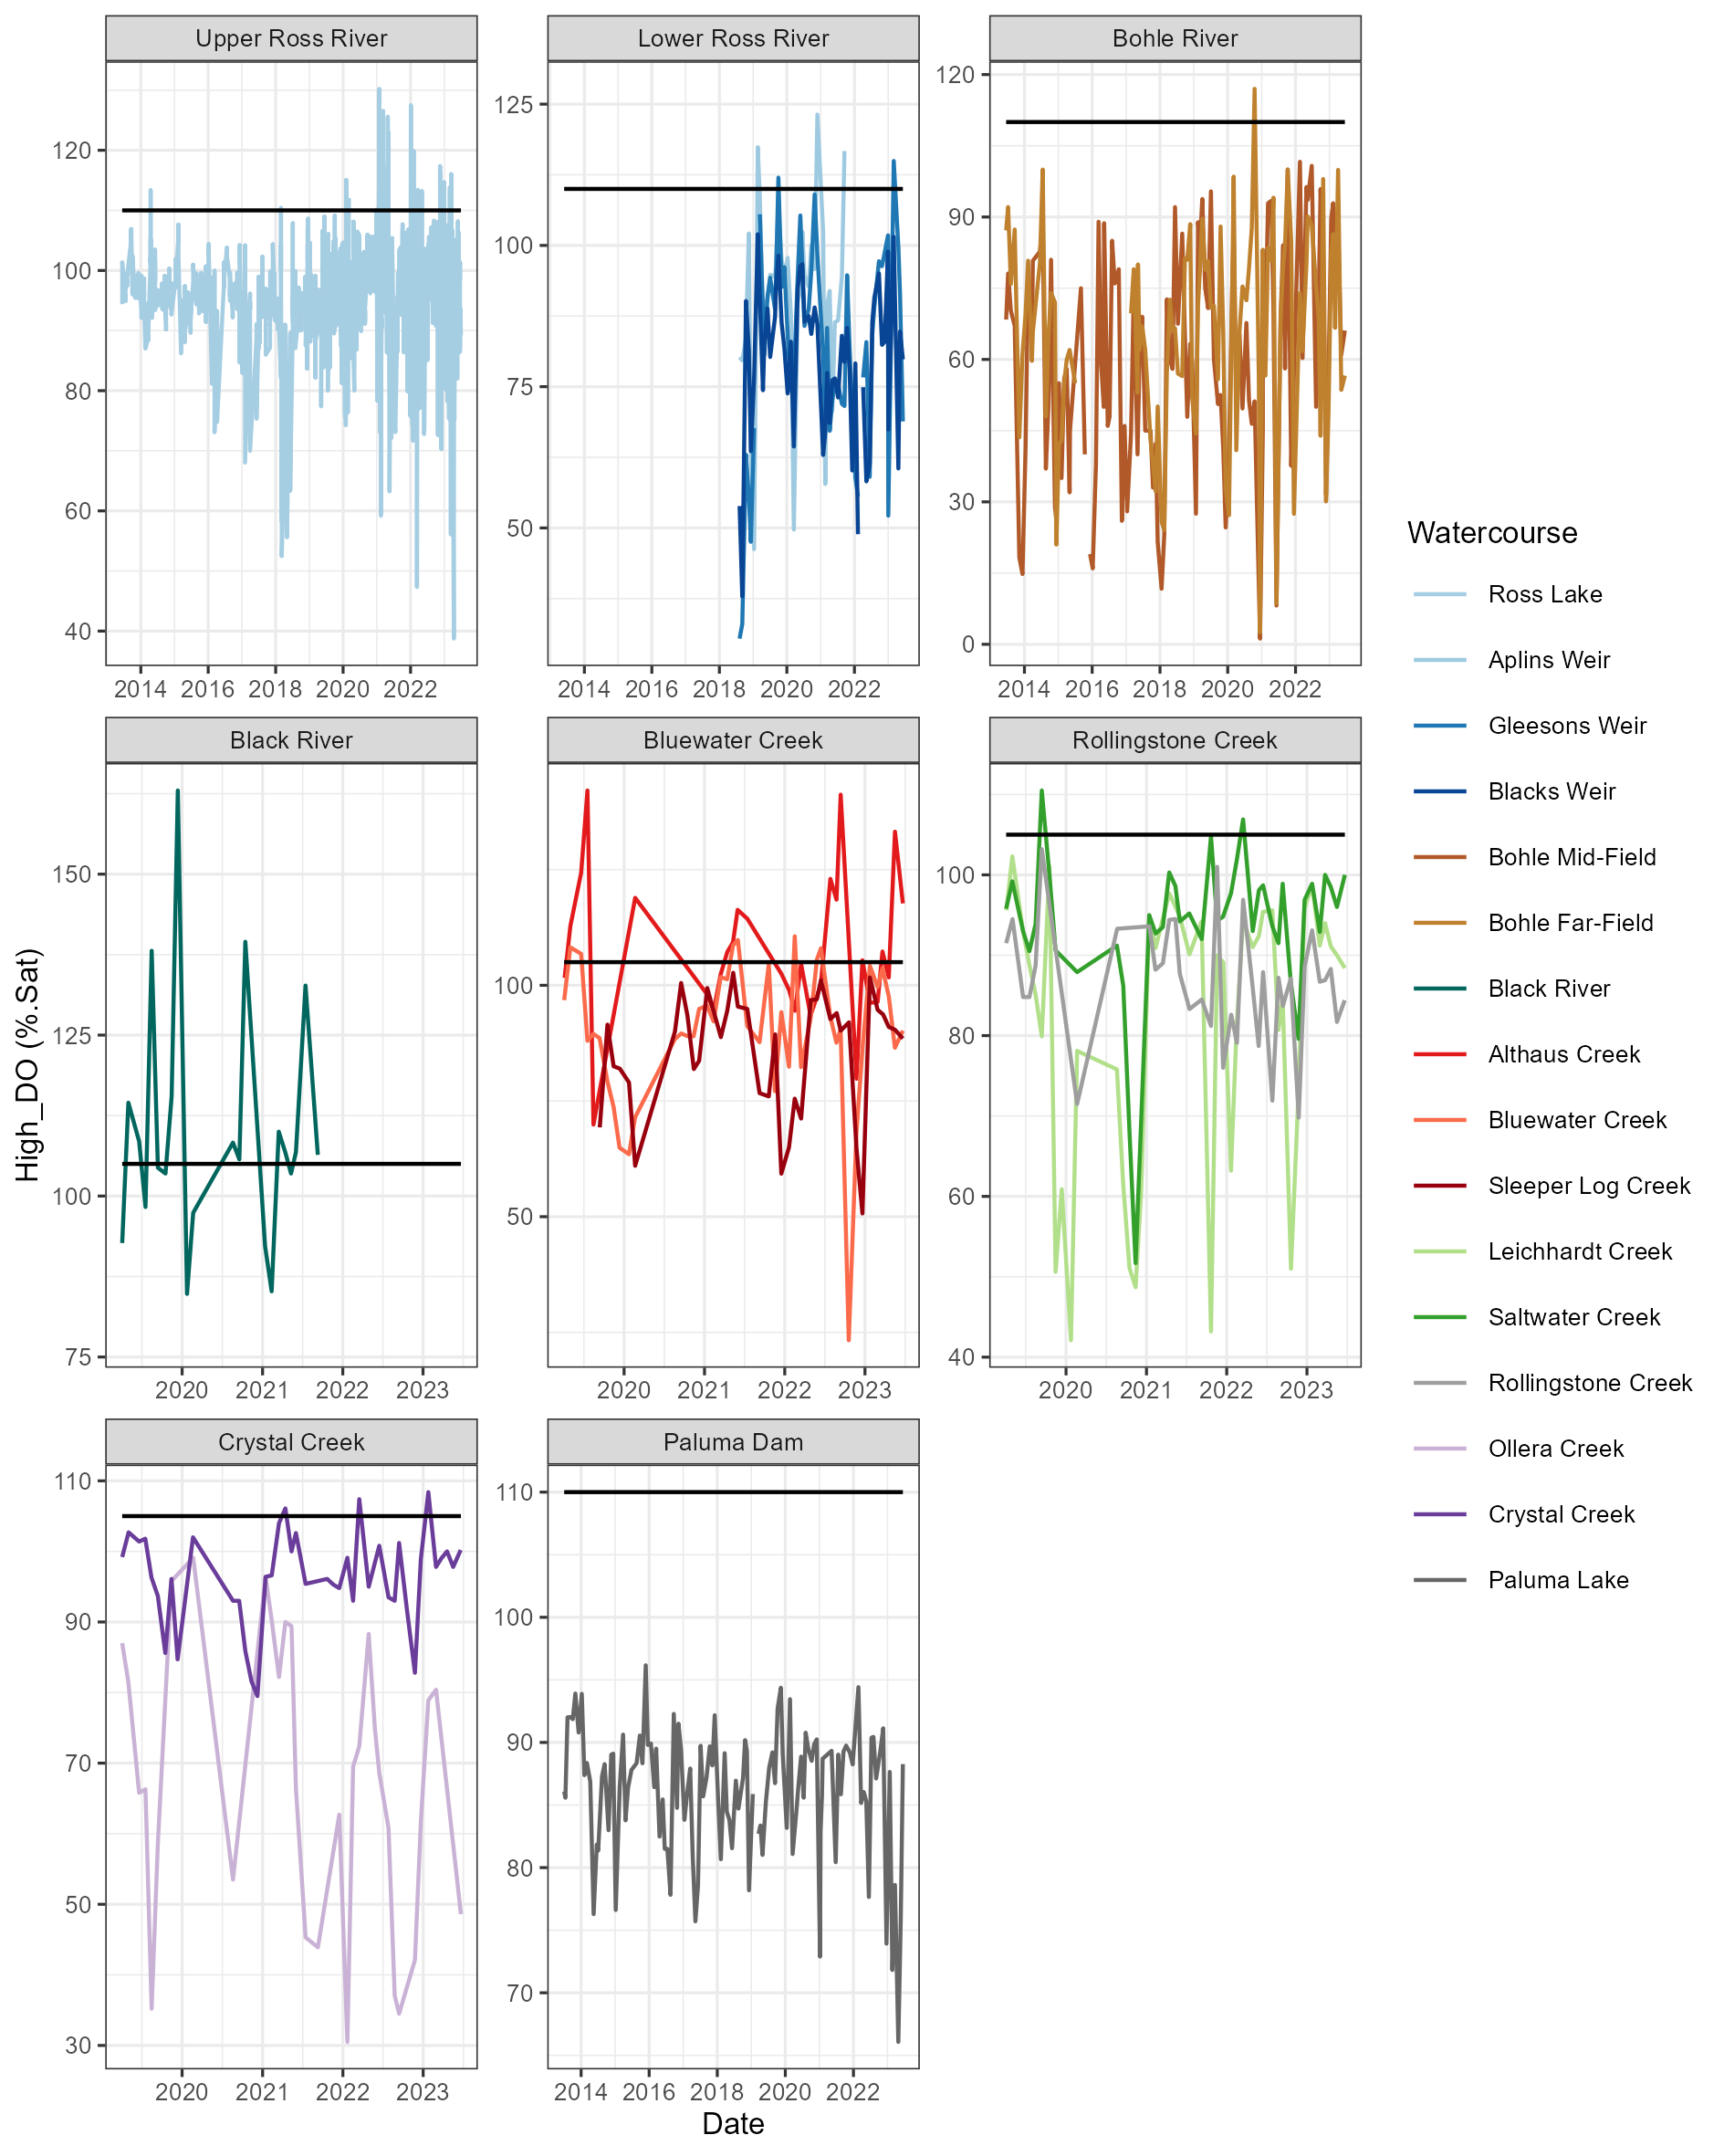 Upper Ross River
Lower Ross River
Bohle River
120
100
80
60
40
2014 2016 2018 2020 2022
125
100
75
50
2014 2016 2018 2020 2022
120
90
60
30
0
2014 2016 2018 2020 2022
Black River
Bluewater Creek
Rollingstone Creek
150
125
100
75
2020 2021 2022 2023
100
50
2020 2021 2022 2023
100
80
60
40
2020 2021 2022 2023
Crystal Creek
Paluma Dam
110
90
70
50
30
2020 2021 2022 2023
110
100
90
80
70
2014 2016 2018 2020 2022
High_DO (%.Sat)
Date
Watercourse
Ross Lake
Aplins Weir
Gleesons Weir
Blacks Weir
Bohle Mid-Field
Bohle Far-Field
Black River
Althaus Creek
Bluewater Creek
Sleeper Log Creek
Leichhardt Creek
Saltwater Creek
Rollingstone Creek
Ollera Creek
Crystal Creek
Paluma Lake